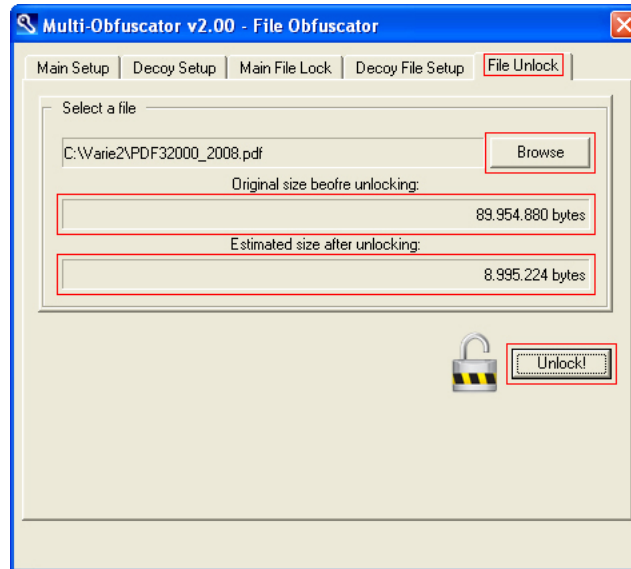 Multi-Obfuscator v2.00 - File Obfuscator
Main Setup Decoy Setup Main File Lock Decoy File Setup File Unlock
Select a file
C:\Varie2\PDF32000_2008.pdf Browse
Original size beofre unlocking:
89.954.880 bytes
Estimated size after unlocking:
8.995.224 bytes
Unlock!